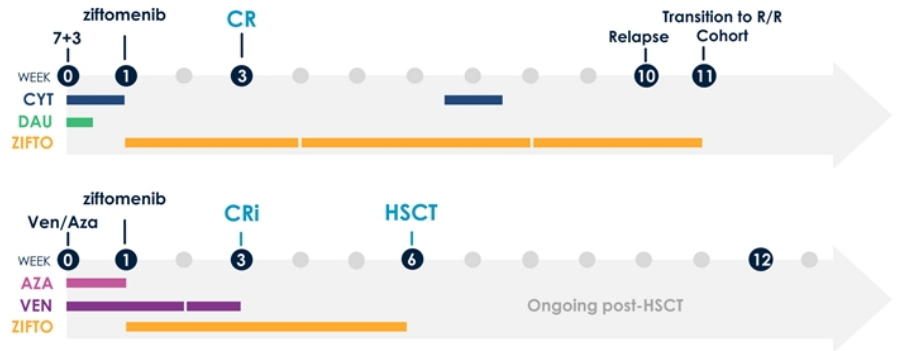 ziftomenib
CR
Transition to R/R
Cohort
7+3
Relapse
WEEK 0 1 3 10 11
CYT
DAU
ZIFTO
ziftomenib
Ven/Aza
CRi
HSCT
WEEK 0 1 3 6 12
AZA
VEN
Ongoing post-HSCT
ZIFTO